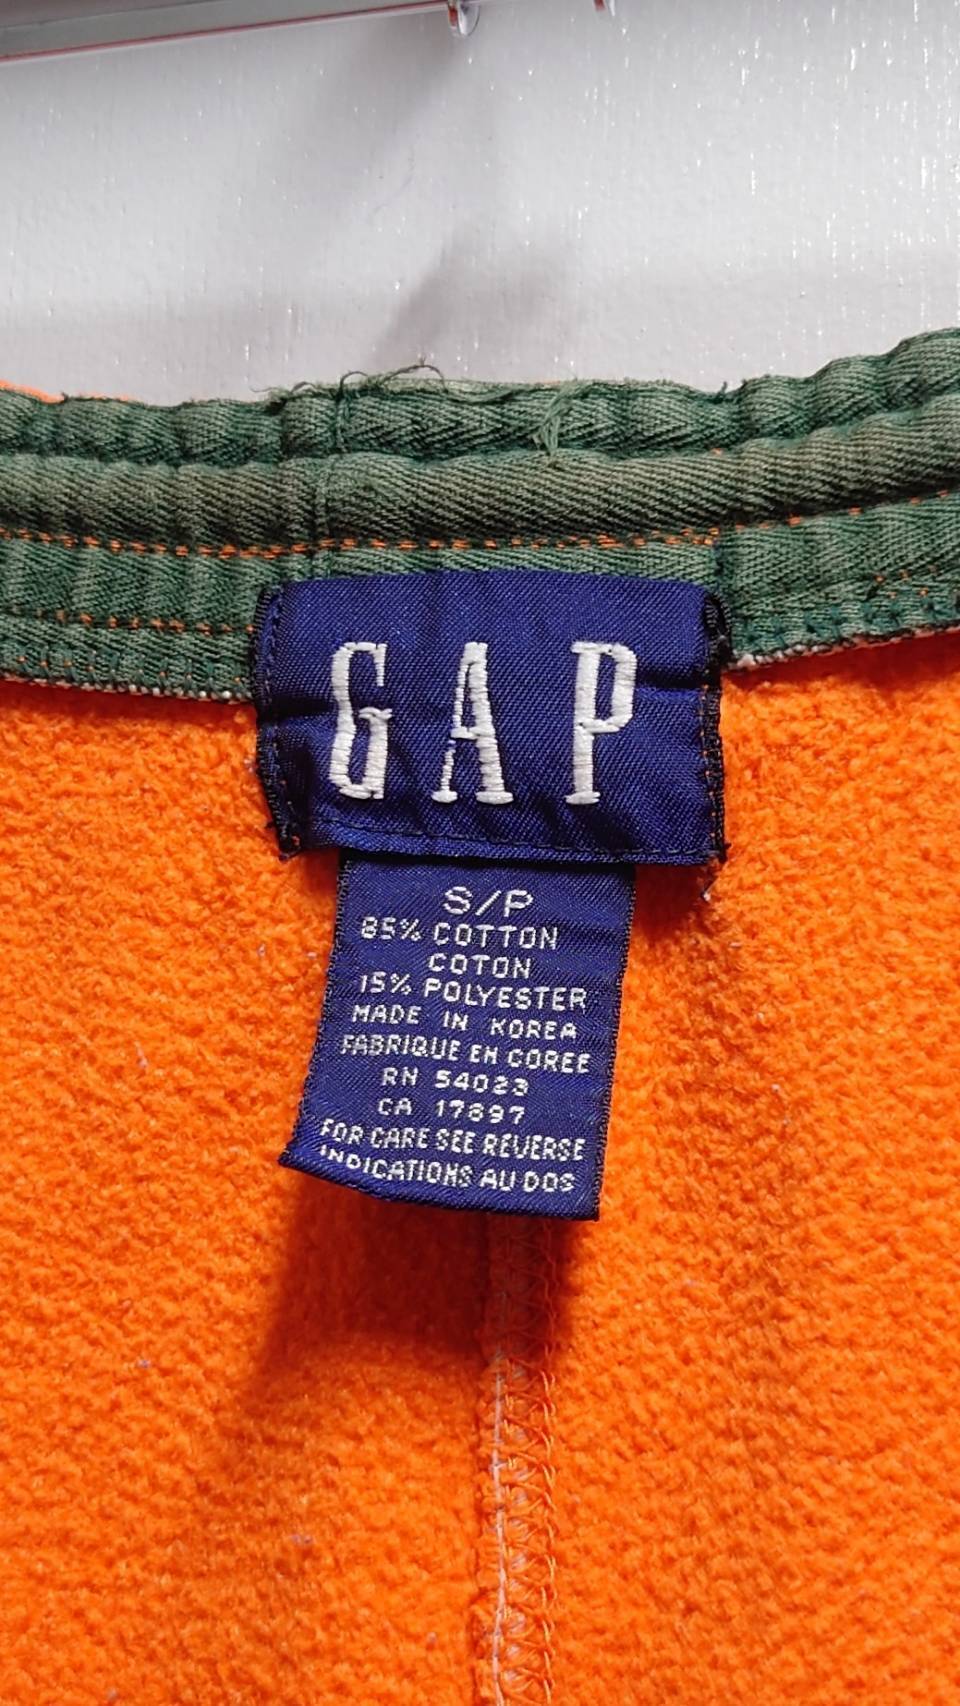 GAP
S/P
85% COTTON
COTON
15% POLYESTER
MADE IN KOREA
FABRIQUE EN COREE
RN 54023
CA 17897
FOR CARE SEE REVERSE
INDICATIONS AU DOS